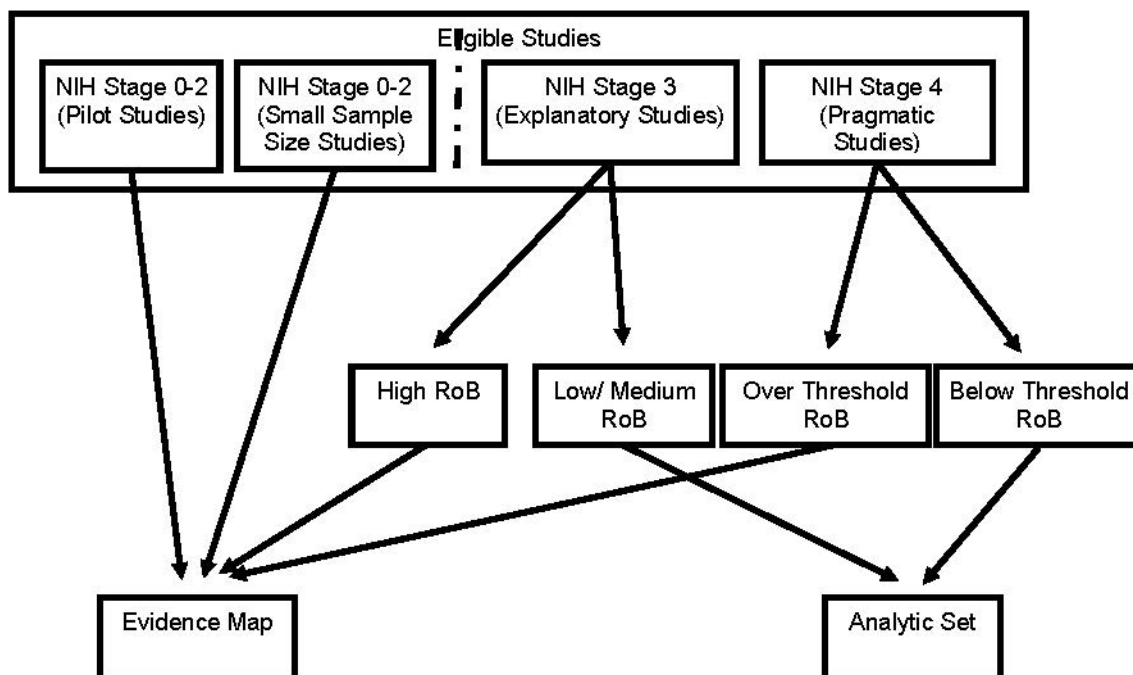 Eligible Studies
NIH Stage 0-2
(Pilot Studies)
NIH Stage 0-2
(Small Sample
Size Studies)
NIH Stage 3
(Explanatory Studies)
NIH Stage 4
(Pragmatic
Studies)
High RoB
Low/ Medium
RoB
Over Threshold
RoB
Below Threshold
RoB
Evidence Map
Analytic Set